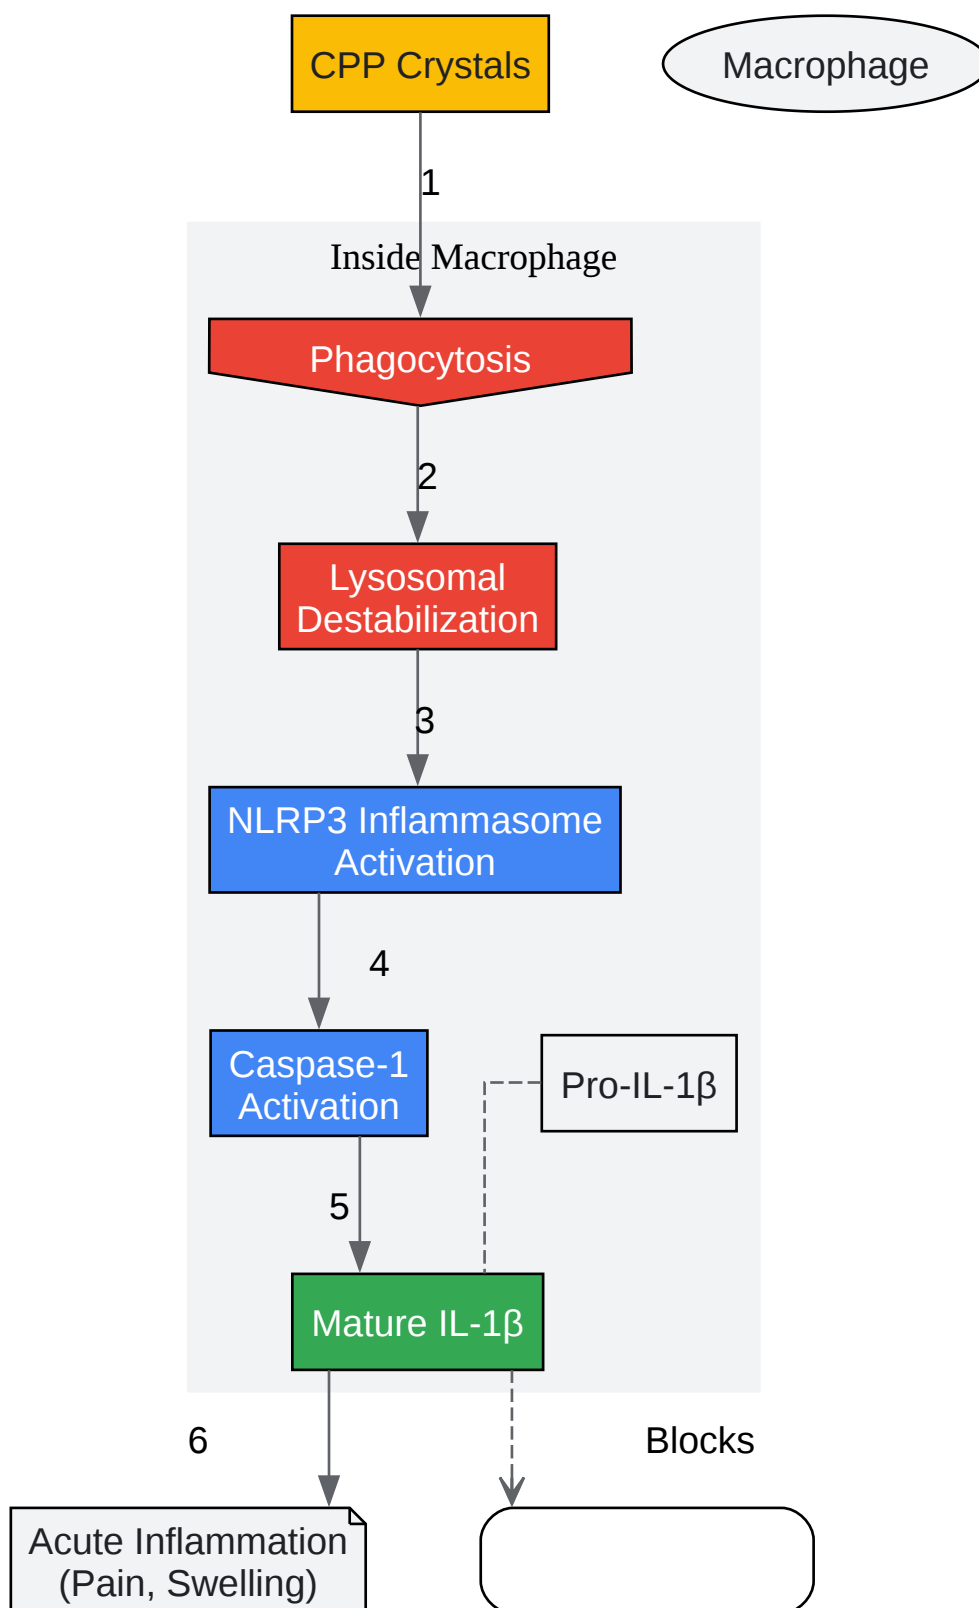 CPP Crystals
Macrophage
1
Inside Macrophage
Phagocytosis
2
Lysosomal
Destabilization
3
NLRP3 Inflammasome
Activation
4
Caspase-1
Activation
Pro-IL-1β
5
Mature IL-1β
6
Blocks
Acute Inflammation
(Pain, Swelling)